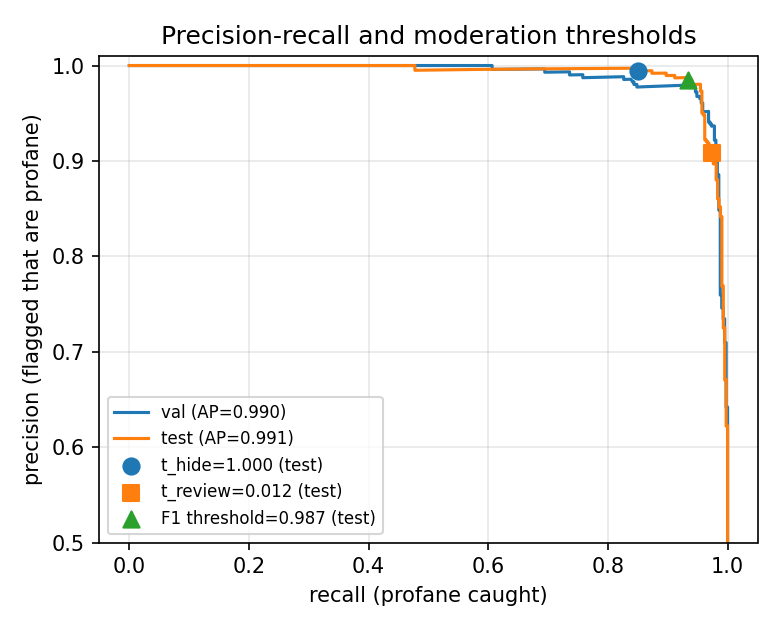 Precision-recall and moderation thresholds
precision (flagged that are profane)
1.0
0.9
0.8
0.7
0.6
0.5
val (AP=0.990)
test (AP=0.991)
t_hide=1.000 (test)
t_review=0.012 (test)
F1 threshold=0.987 (test)
0.0 0.2 0.4 0.6 0.8 1.0
recall (profane caught)